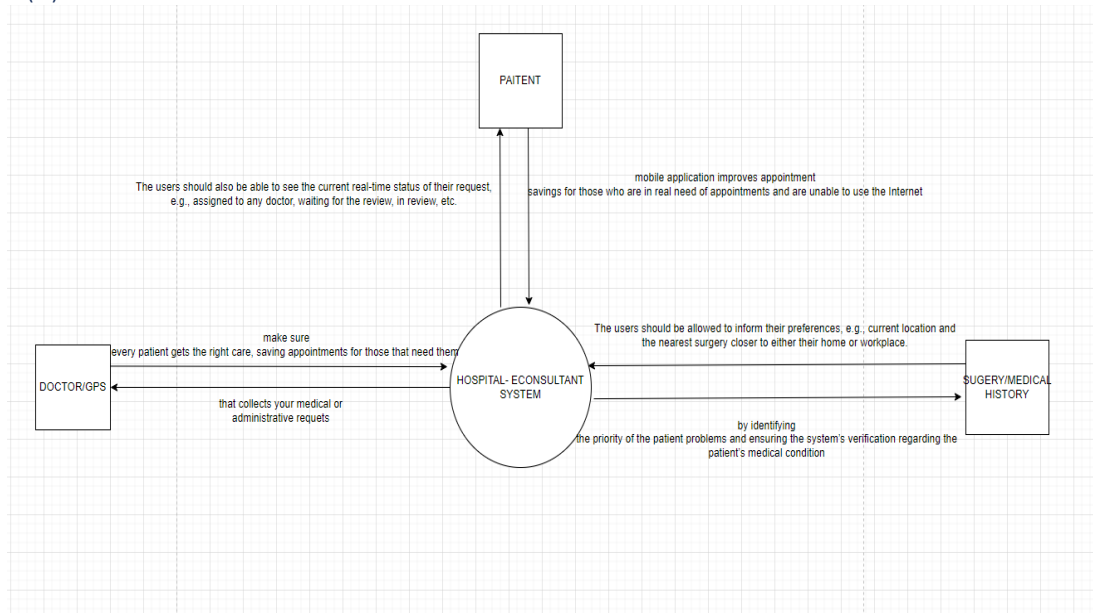 PAITENT
The users should also be able to see the current real-time status of their request,
e.g., assigned to any doctor, waiting for the review, in review, etc.
mobile application improves appointment
savings for those who are in real need of appointments and are unable to use the Internet
make sure
every patient gets the right care, saving appointments for those that need them
The users should be allowed to inform their preferences, e.g., current location and
the nearest surgery closer to either their home or workplace.
DOCTOR/GPS
HOSPITAL- ECONSULTANT
SYSTEM
SUGERY/MEDICAL
HISTORY
that collects your medical or
administrative requets
by identifying
the priority of the patient problems and ensuring the system's verification regarding the
patient's medical condition